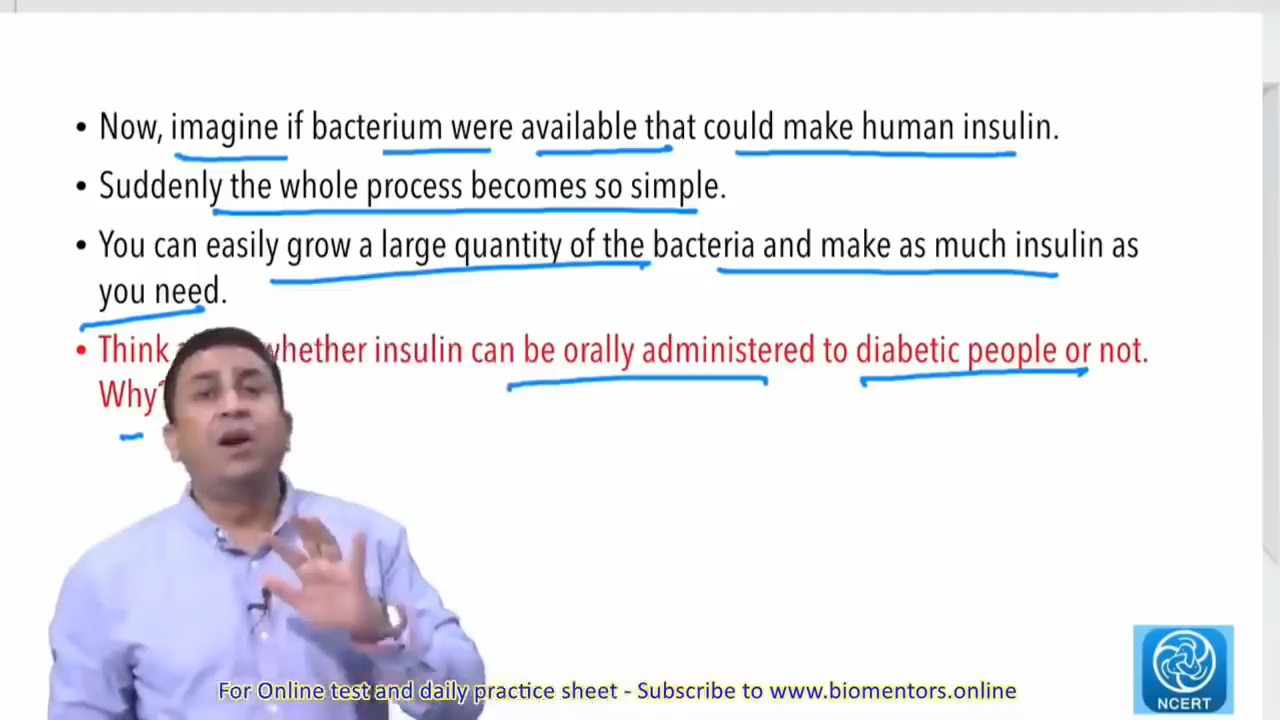 • Now, imagine if bacterium were available that could make human insulin.
• Suddenly the whole process becomes so simple.
• You can easily grow a large quantity of the bacteria and make as much insulin as
you need.
• Think whether insulin can be orally administered to diabetic people or not.
Why?
NCERT
For Online test and daily practice sheet - Subscribe to www.biomentors.online